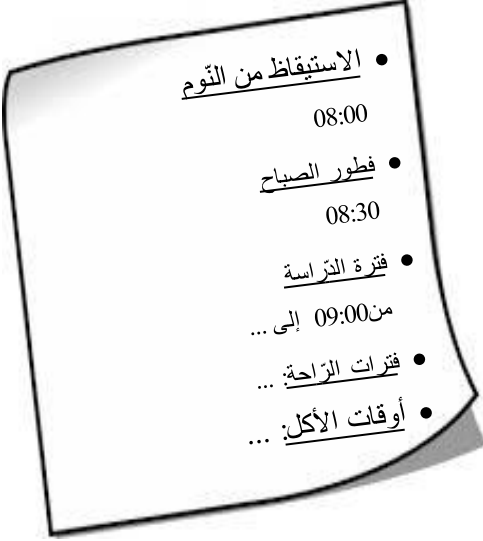 • الاستيقاظ من النّوم
08:00
• فطور الصباح
08:30
• فترة الدّراسة
من09:00 إلى ...
• فترات الرّاحة: ...
• أوقات الأكل: ...